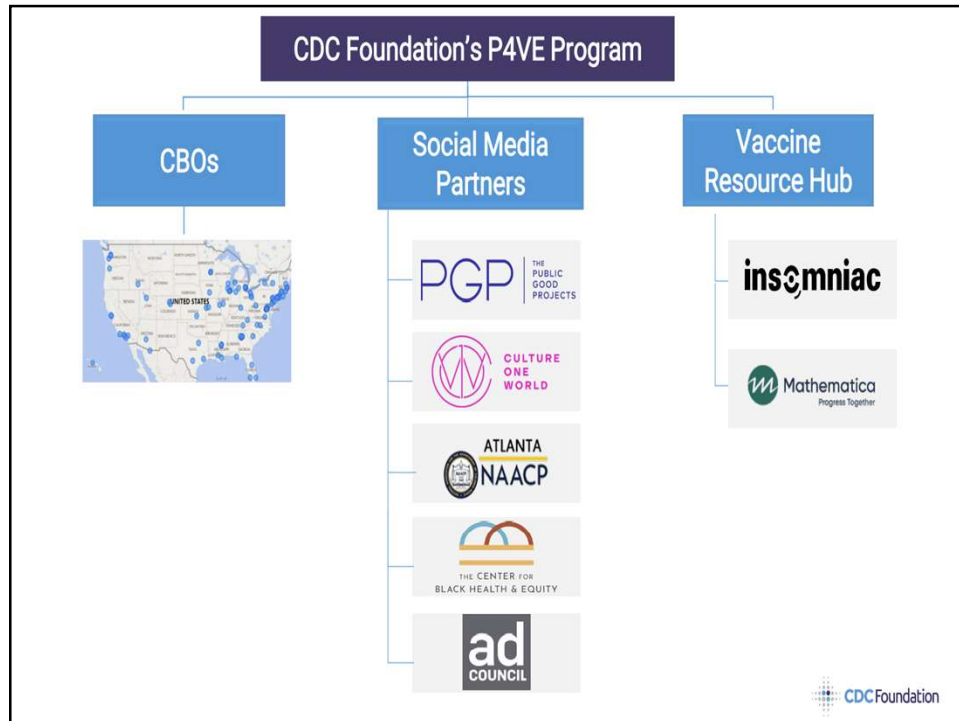 CDC Foundation's P4VE Program
CBOs
Social Media
Partners
Vaccine
Resource Hub
UNITED STATES
PGP
THE
PUBLIC
GOOD
PROJECTS
CULTURE
ONE
WORLD
ATLANTA
NAACP
THE CENTER FOR
BLACK HEALTH & EQUITY
ad
COUNCIL
insomniac
Mathematica
Progress Together
CDC Foundation